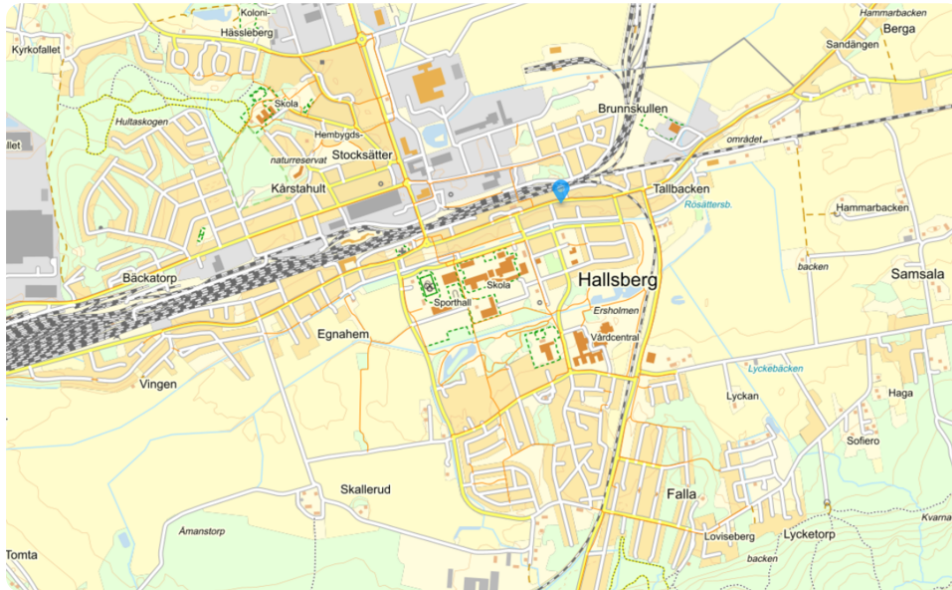 Koloni-
Hässleberg
Kyrkofallet
Hammarbacken
Berga
Sandängen
Skola
Brunnskullen
Hultaskogen
Hembygds-
Stocksätter
området
naturreservat
Kårstahult
Tallbacken
Rösättersb.
Hammarbacken
backen
Samsala
Bäckatorp
Skola
Hallsberg
Sporthall
Ersholmen
Egnahem
Vårdcentral
Vingen
Lyckebäcken
Lyckan
Haga
Sofiero
Skallerud
Falla
Åmanstorp
Kvarna
Loviseberg
Lycketorp
Tomta
backen